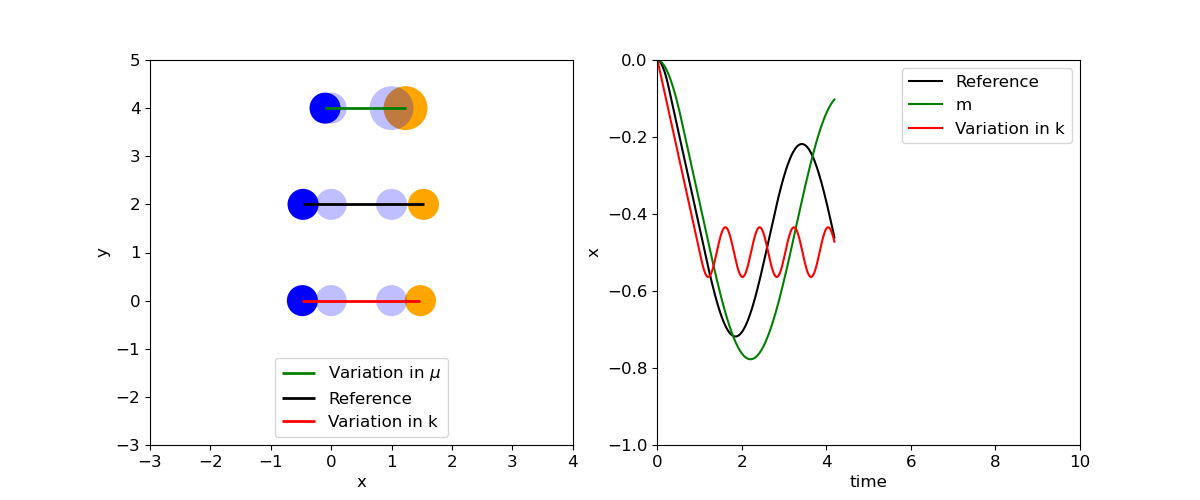 5
4
3
2
1
0
−1
−2
−3
y
−3 −2 −1 0 1 2 3 4
x
Variation in μ
Reference
Variation in k
0.0
−0.2
−0.4
−0.6
−0.8
−1.0
x
0 2 4 6 8 10
time
Reference
m
Variation in k